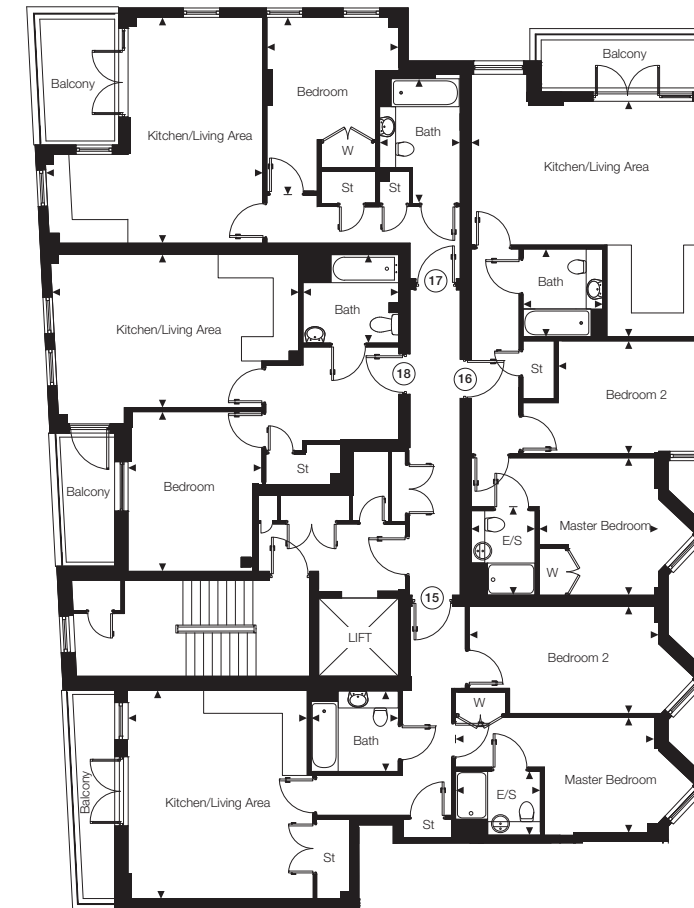 Balcony
Balcony
Bedroom
Kitchen/Living Area
Bath
W
Kitchen/Living Area
St
St
Bath
17
Kitchen/Living Area
Bath
18
16
St
Bedroom 2
St
Balcony
Bedroom
Master Bedroom
E/S
W
15
LIFT
Bedroom 2
W
Bath
Balcony
Kitchen/Living Area
E/S
Master Bedroom
St
St